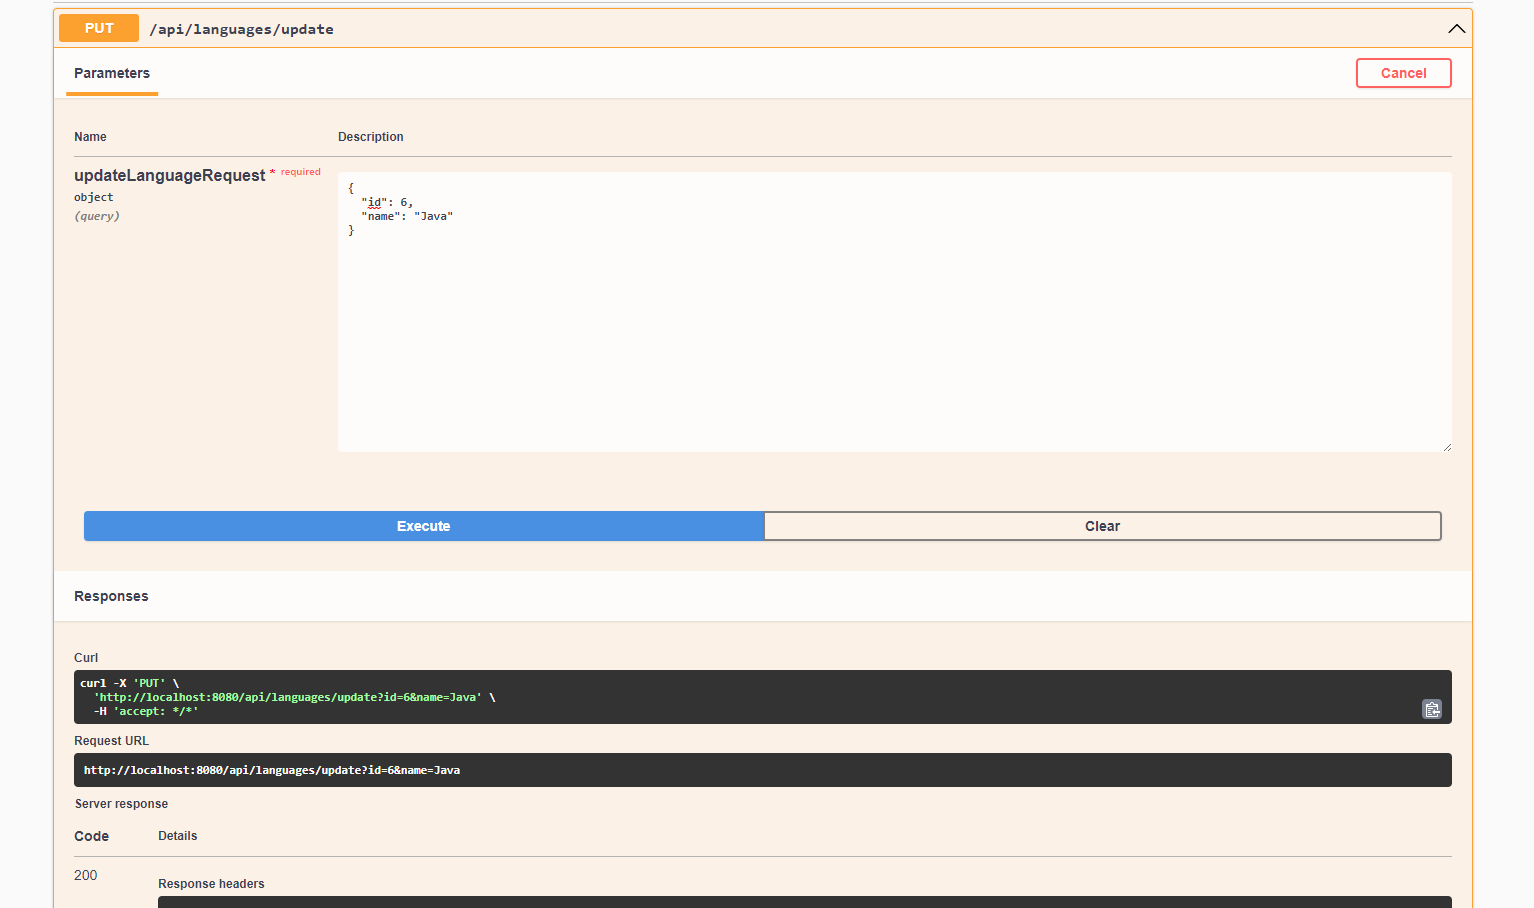 PUT /api/languages/update
Parameters
Cancel
Name Description
updateLanguageRequest * required
object
(query)
{
"id": 6,
"name": "Java"
}
Execute Clear
Responses
Curl
curl -X 'PUT' \
'http://localhost:8080/api/languages/update?id=6&name=Java' \
-H 'accept: */*'
Request URL
http://localhost:8080/api/languages/update?id=6&name=Java
Server response
Code Details
200
Response headers